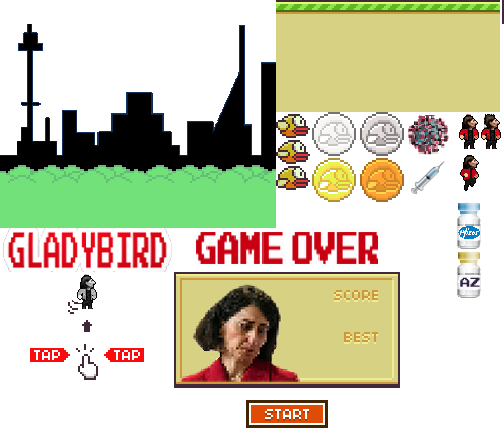 Pfizer
AZ
GLADYBIRD
GAME OVER
SCORE
BEST
TAP
TAP
START